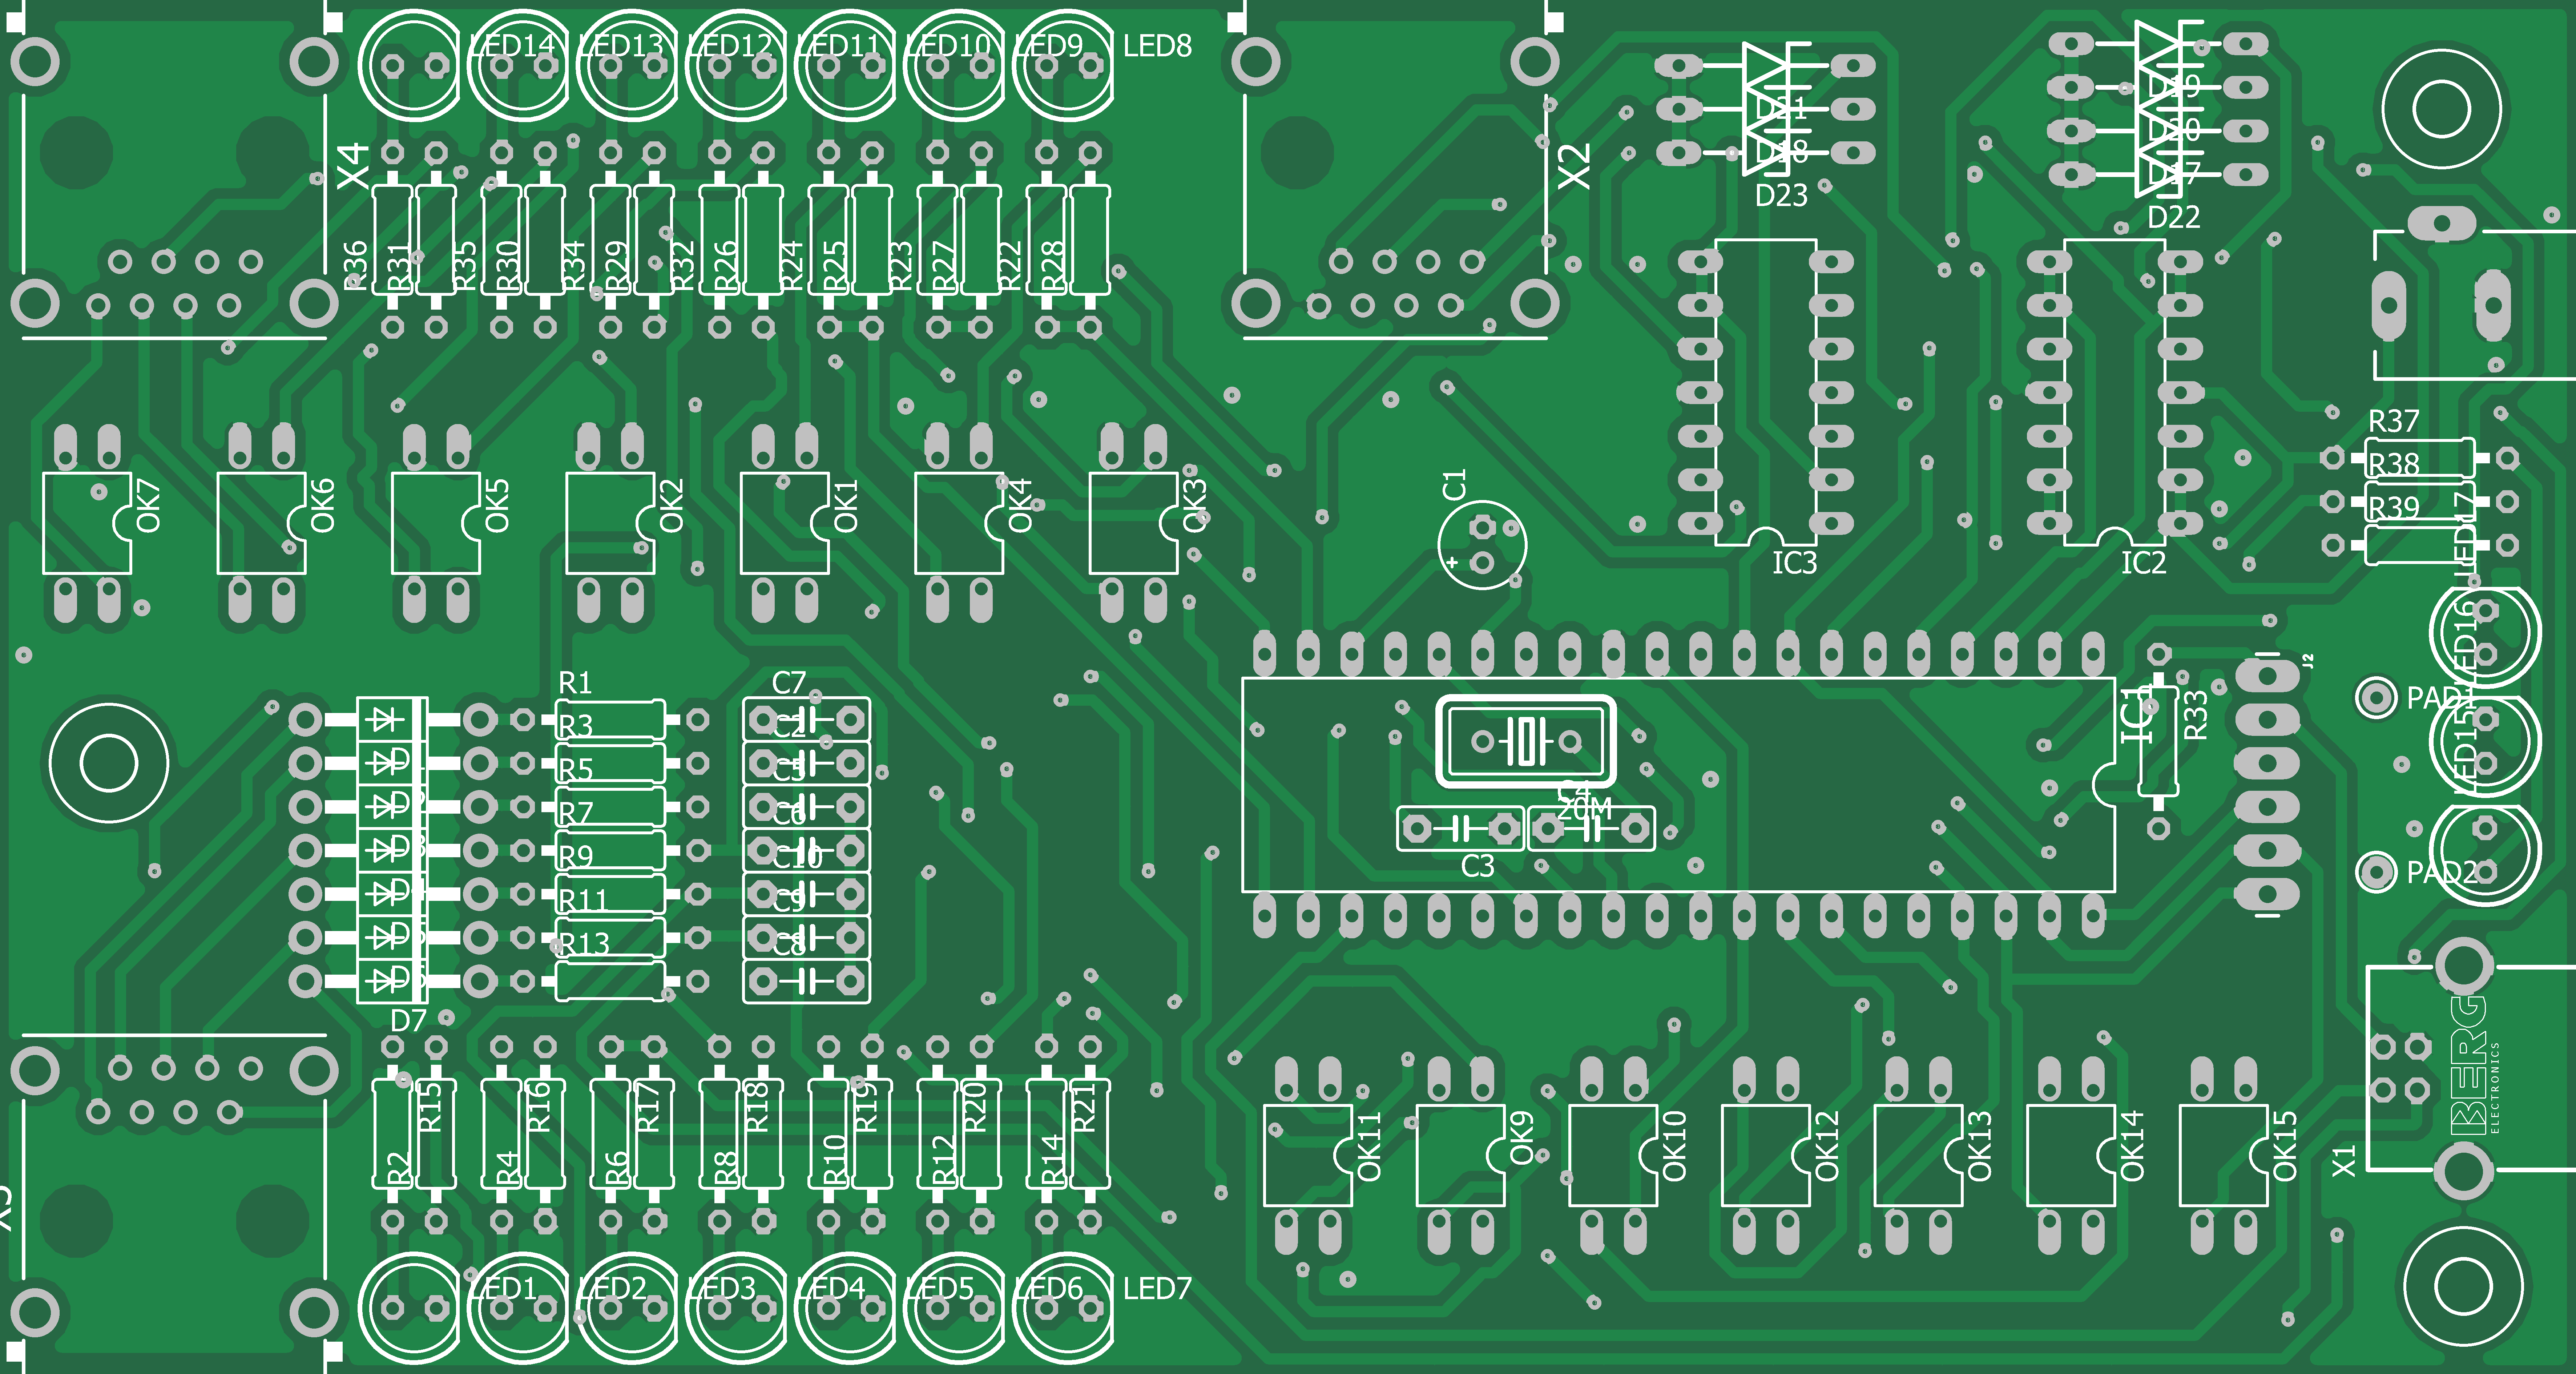 LED14 LED13 LED12 LED11 LED10 LED9 LED8
D21
D18
D23
D19
D20
D17
D22
X4
X2
R36 R31 R35 R30 R34 R29 R32 R26 R24 R25 R23 R27 R22 R28
R37
R38
R39
LED17
OK7 OK6 OK5 OK2 OK1 OK4 OK3
C1
+
IC3
IC2
LED16
J2
R1
R3
R5
R7
R9
R11
R13
C7
C2
C5
C6
C10
C9
C8
IC1
R33
PAD1
LED15
C4
20M
C3
PAD2
D2
D3
D4
D7
BERG
ELECTRONICS
R2 R15 R4 R16 R6 R17 R8 R18 R10 R19 R12 R20 R14 R21
OK11 OK9 OK10 OK12 OK13 OK14 OK15
X1
LED1 LED2 LED3 LED4 LED5 LED6 LED7